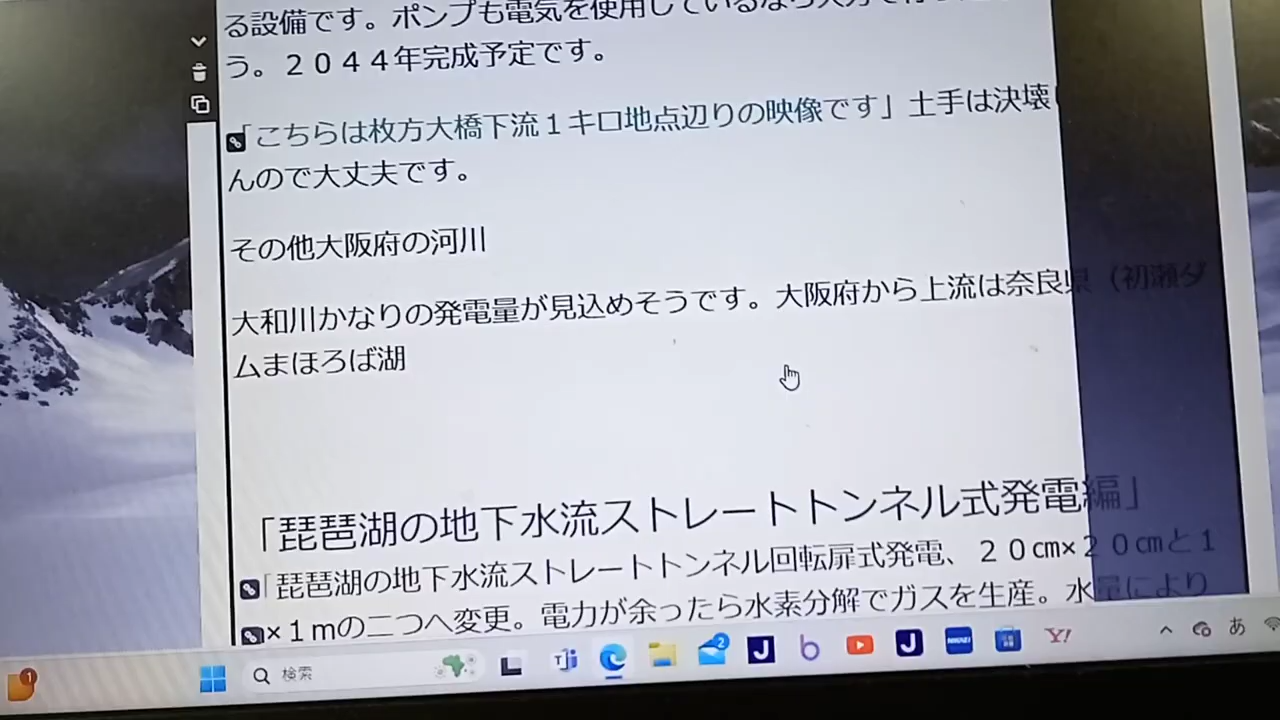 る設備です。ポンプも電気を使用しているなら
う。２０４４年完成予定です。
「こちらは枚方大橋下流１キロ地点辺りの映像です」土手は決壊
んので大丈夫です。
その他大阪府の河川
大和川かなりの発電量が見込めそうです。大阪府から上流は奈良県（初瀬ダ
ムまほろば湖
「琵琶湖の地下水流ストレートトンネル式発電編」
「琵琶湖の地下水流ストレートトンネル回転扉式発電、２０㎝×２０㎝と１
×１ｍの二つへ変更。電力が余ったら水素分解でガスを生産。水量により
1
検索
2
あ
Y!